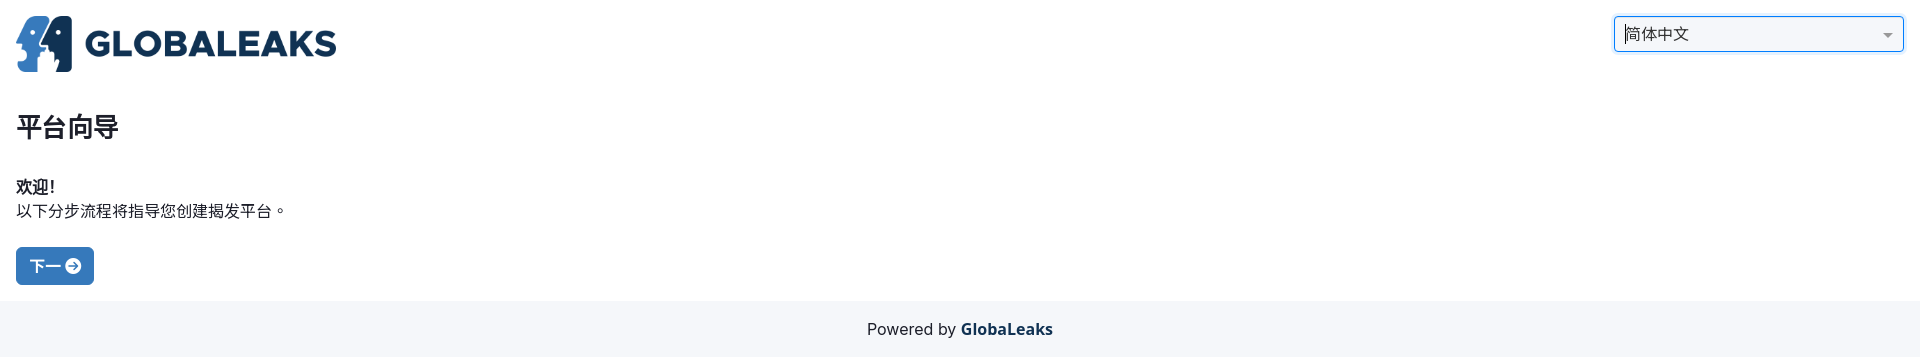 GLOBALEAKS
简体中文
平台向导
欢迎！
以下分步流程将指导您创建揭发平台。
下一
Powered by GlobaLeaks